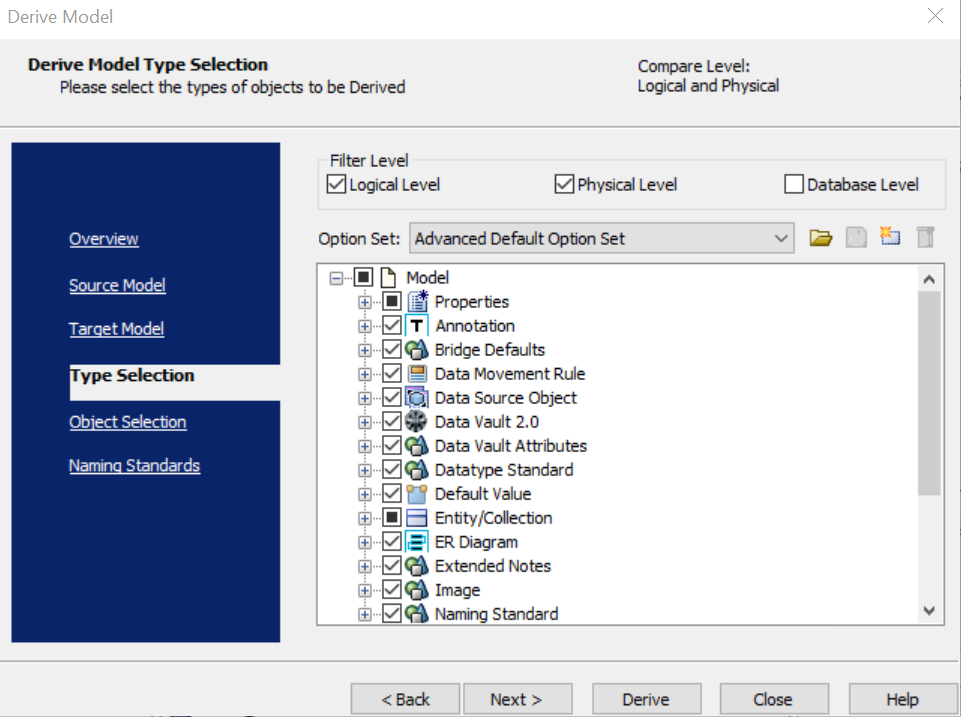 Derive Model
Derive Model Type Selection
Please select the types of objects to be Derived
Compare Level:
Logical and Physical
Overview
Source Model
Target Model
Type Selection
Object Selection
Naming Standards
Filter Level
Logical Level
Physical Level
Database Level
Option Set:
Advanced Default Option Set
Model
Properties
T
Annotation
Bridge Defaults
Data Movement Rule
Data Source Object
Data Vault 2.0
Data Vault Attributes
Datatype Standard
Default Value
Entity/Collection
ER Diagram
Extended Notes
Image
Naming Standard
< Back
Next >
Derive
Close
Help